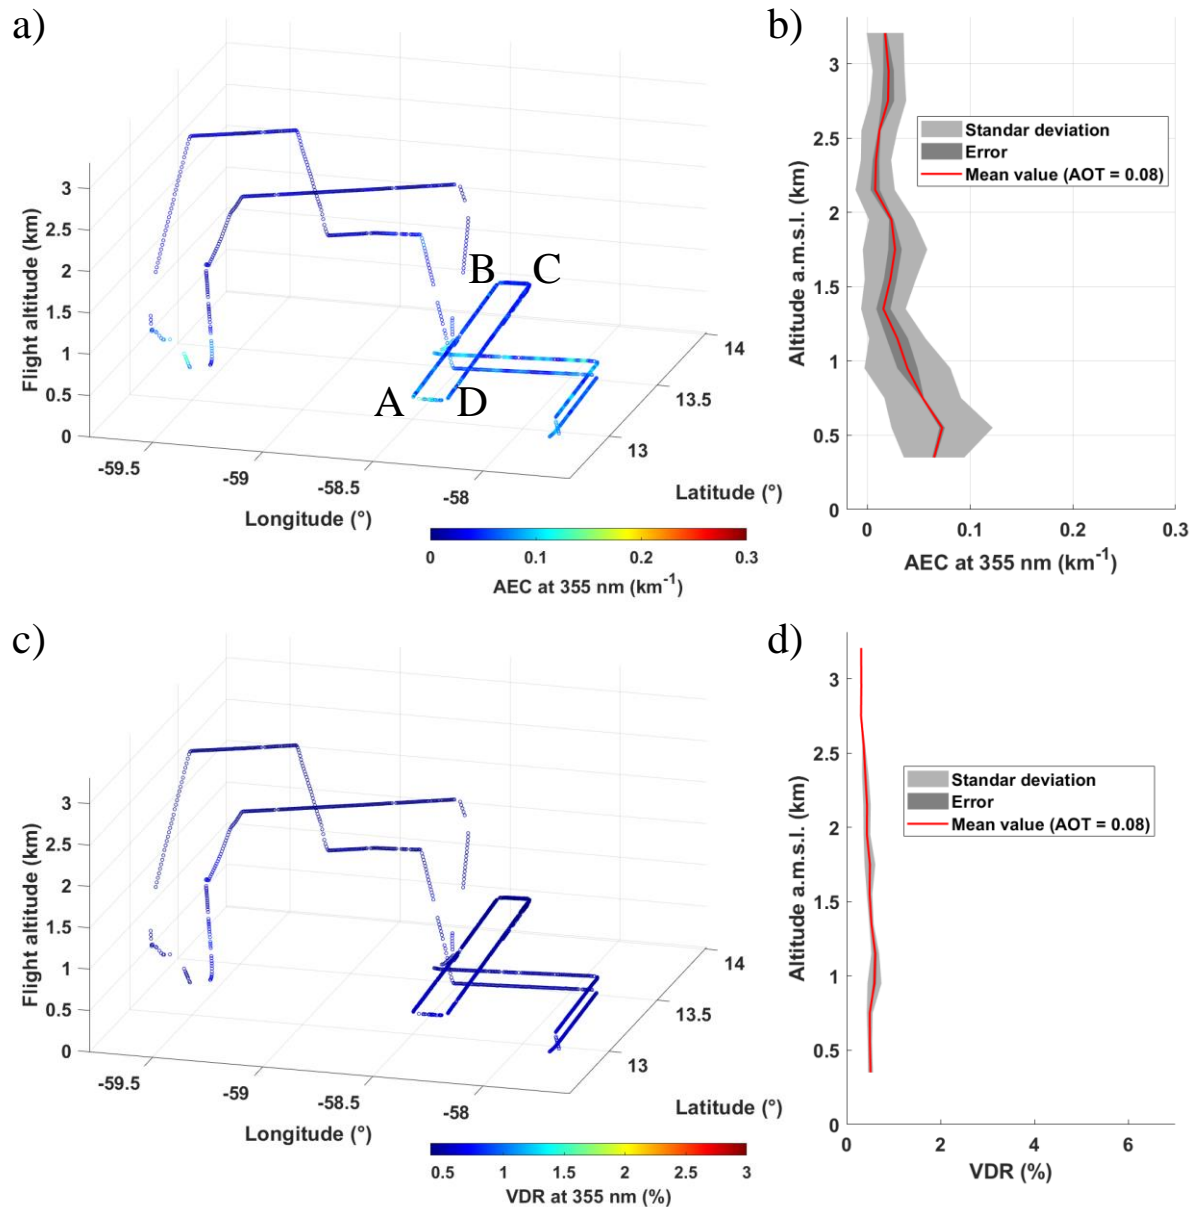 a)
Flight altitude (km)
3
2.5
2
1.5
1
0.5
0
B
C
A
D
-59.5
-59
-58.5
-58
Longitude (°)
14
13.5
13
Latitude (°)
0
0.1
0.2
0.3
AEC at 355 nm (km-1)
b)
Altitude a.m.s.l. (km)
3
2.5
2
1.5
1
0.5
0
Standar deviation
Error
Mean value (AOT = 0.08)
0
0.1
0.2
0.3
AEC at 355 nm (km-1)
c)
Flight altitude (km)
3
2.5
2
1.5
1
0.5
0
-59.5
-59
-58.5
-58
Longitude (°)
14
13.5
13
Latitude (°)
0.5
1
1.5
2
2.5
3
VDR at 355 nm (%)
d)
Altitude a.m.s.l. (km)
3
2.5
2
1.5
1
0.5
0
Standar deviation
Error
Mean value (AOT = 0.08)
0
2
4
6
VDR (%)